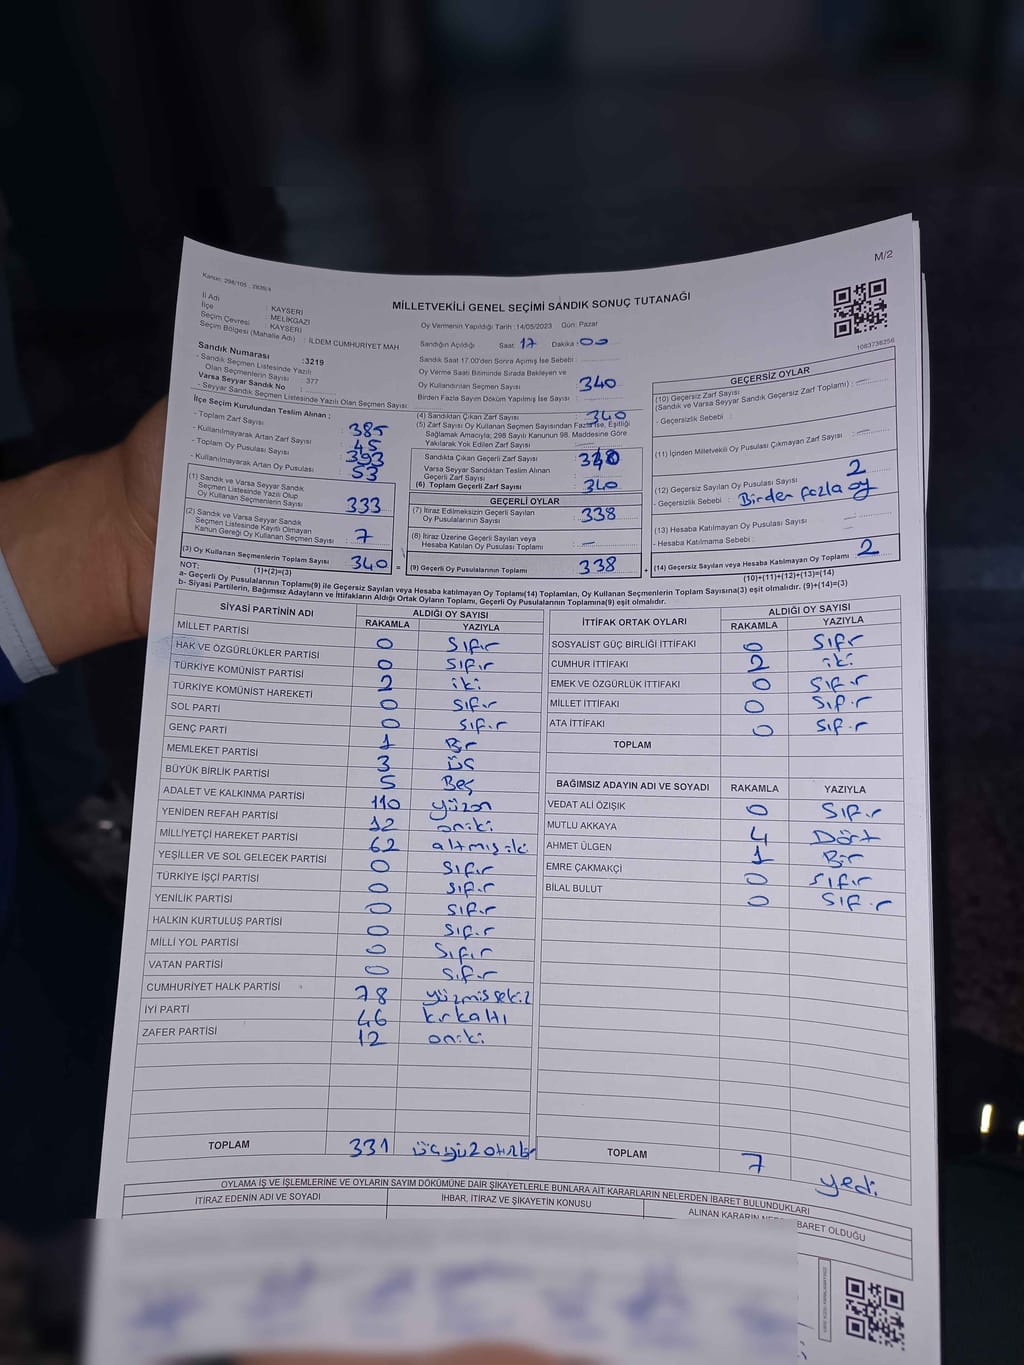 M/2
Kanun: 298/105 , 2839/4
MİLLETVEKİLİ GENEL SEÇİMİ SANDIK SONUÇ TUTANAĞI
İl Adı : KAYSERİ
İlçe : MELİKGAZİ
Seçim Çevresi : KAYSERİ
Seçim Bölgesi (Mahalle Adı) : İLDEM CUMHURİYET MAH
Sandık Numarası :3219
- Sandık Seçmen Listesinde Yazılı
Olan Seçmenlerin Sayısı : 377
Varsa Seyyar Sandık No :
- Seyyar Sandık Seçmen Listesinde Yazılı Olan Seçmen Sayısı
Oy Vermenin Yapıldığı Tarih :14/05/2023 Gün: Pazar
Sandığın Açıldığı Saat: 17 Dakika : 00
Sandık Saat 17.00'den Sonra Açılmış İse Sebebi :
Oy Verme Saati Bitiminde Sırada Bekleyen ve
Oy Kullandırılan Seçmen Sayısı 340
Birden Fazla Sayım Döküm Yapılmış İse Sayısı :
1083738256
İlçe Seçim Kurulundan Teslim Alınan :
- Toplam Zarf Sayısı : 385
- Kullanılmayarak Artan Zarf Sayısı : 45
- Toplam Oy Pusulası Sayısı : 393
- Kullanılmayarak Artan Oy Pusulası : 53
(1) Sandık ve Varsa Seyyar Sandık
Seçmen Listesinde Yazılı Olup
Oy Kullanan Seçmenlerin Sayısı 333
(2) Sandık ve Varsa Seyyar Sandık
Seçmen Listesinde Kayıtlı Olmayan
Kanun Gereği Oy Kullanan Seçmen Sayısı 7
(3) Oy Kullanan Seçmenlerin Toplam Sayısı 340 =
(1)+(2)=(3)
(4) Sandıktan Çıkan Zarf Sayısı : 340
(5) Zarf Sayısı Oy Kullanan Seçmen Sayısından Fazla İse, Eşitliği
Sağlamak Amacıyla; 298 Sayılı Kanunun 98. Maddesine Göre
Yakılarak Yok Edilen Zarf Sayısı : —
Sandıkta Çıkan Geçerli Zarf Sayısı 340
Varsa Seyyar Sandıktan Teslim Alınan
Geçerli Zarf Sayısı
(6) Toplam Geçerli Zarf Sayısı 340
GEÇERLİ OYLAR
(7) İtiraz Edilmeksizin Geçerli Sayılan
Oy Pusulalarının Sayısı : 338
(8) İtiraz Üzerine Geçerli Sayılan veya
Hesaba Katılan Oy Pusulası Toplamı : —
(9) Geçerli Oy Pusulalarının Toplamı 338 +
GEÇERSİZ OYLAR
(10) Geçersiz Zarf Sayısı
(Sandık ve Varsa Seyyar Sandık Geçersiz Zarf Toplamı) : —
- Geçersizlik Sebebi :
(11) İçinden Milletvekili Oy Pusulası Çıkmayan Zarf Sayısı : —
(12) Geçersiz Sayılan Oy Pusulası Sayısı : 2
- Geçersizlik Sebebi : Birden fazla oy
(13) Hesaba Katılmayan Oy Pusulası Sayısı : —
- Hesaba Katılmama Sebebi :
(14) Geçersiz Sayılan veya Hesaba Katılmayan Oy Toplamı 2
(10)+(11)+(12)+(13)=(14)
NOT:
a- Geçerli Oy Pusulalarının Toplamı(9) ile Geçersiz Sayılan veya Hesaba katılmayan Oy Toplamı(14) Toplamları, Oy Kullanan Seçmenlerin Toplam Sayısına(3) eşit olmalıdır. (9)+(14)=(3)
b- Siyasi Partilerin, Bağımsız Adayların ve İttifakların Aldığı Ortak Oyların Toplamı, Geçerli Oy Pusulalarının Toplamına(9) eşit olmalıdır.
SİYASİ PARTİNİN ADI ALDIĞI OY SAYISI
RAKAMLA YAZIYLA
MİLLET PARTİSİ 0 Sıfır
HAK VE ÖZGÜRLÜKLER PARTİSİ 0 Sıfır
TÜRKİYE KOMÜNİST PARTİSİ 2 iki
TÜRKİYE KOMÜNİST HAREKETİ 0 Sıfır
SOL PARTİ 0 Sıfır
GENÇ PARTİ 1 Bir
MEMLEKET PARTİSİ 3 üç
BÜYÜK BİRLİK PARTİSİ 5 Beş
ADALET VE KALKINMA PARTİSİ 110 yüzon
YENİDEN REFAH PARTİSİ 12 oniki
MİLLİYETÇİ HAREKET PARTİSİ 62 altmışiki
YEŞİLLER VE SOL GELECEK PARTİSİ 0 Sıfır
TÜRKİYE İŞÇİ PARTİSİ 0 Sıfır
YENİLİK PARTİSİ 0 Sıfır
HALKIN KURTULUŞ PARTİSİ 0 Sıfır
MİLLİ YOL PARTİSİ 0 Sıfır
VATAN PARTİSİ 0 Sıfır
CUMHURİYET HALK PARTİSİ 78 yüzmişsekiz
İYİ PARTİ 46 kırkaltı
ZAFER PARTİSİ 12 oniki
TOPLAM 331
İTTİFAK ORTAK OYLARI ALDIĞI OY SAYISI
RAKAMLA YAZIYLA
SOSYALİST GÜÇ BİRLİĞİ İTTİFAKI 0 Sıfır
CUMHUR İTTİFAKI 2 iki
EMEK VE ÖZGÜRLÜK İTTİFAKI 0 Sıfır
MİLLET İTTİFAKI 0 Sıfır
ATA İTTİFAKI 0 Sıfır
TOPLAM
BAĞIMSIZ ADAYIN ADI VE SOYADI RAKAMLA YAZIYLA
VEDAT ALİ ÖZIŞIK 0 Sıfır
MUTLU AKKAYA 4 Dört
AHMET ÜLGEN 1 Bir
EMRE ÇAKMAKÇİ 0 Sıfır
BİLAL BULUT 0 Sıfır
TOPLAM 7 yedi
OYLAMA İŞ VE İŞLEMLERİNE VE OYLARIN SAYIM DÖKÜMÜNE DAİR ŞİKAYETLERLE BUNLARA AİT KARARLARIN NELERDEN İBARET BULUNDUKLARI
İTİRAZ EDENİN ADI VE SOYADI İHBAR, İTİRAZ VE ŞİKAYETİN KONUSU ALINAN KARARIN BARET OLDUĞU